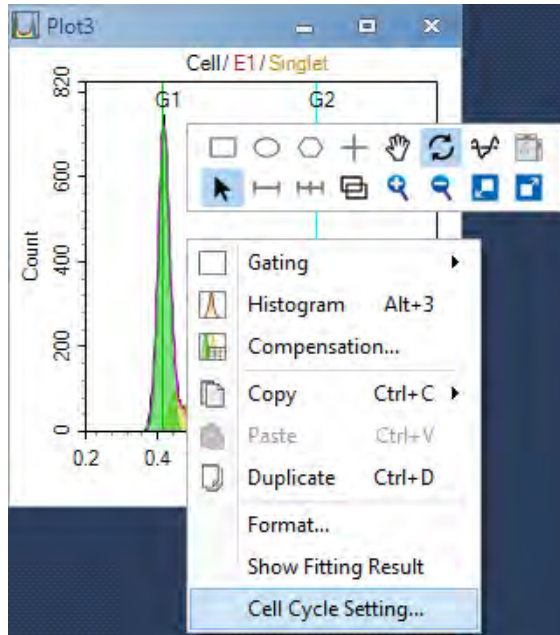 Plot3
Cell/ E1/ Singlet
820
G1 G2
600
Count
400
200
0
0.2 0.4
Gating
Histogram Alt+3
Compensation...
Copy Ctrl+C
Paste Ctrl+V
Duplicate Ctrl+D
Format...
Show Fitting Result
Cell Cycle Setting...